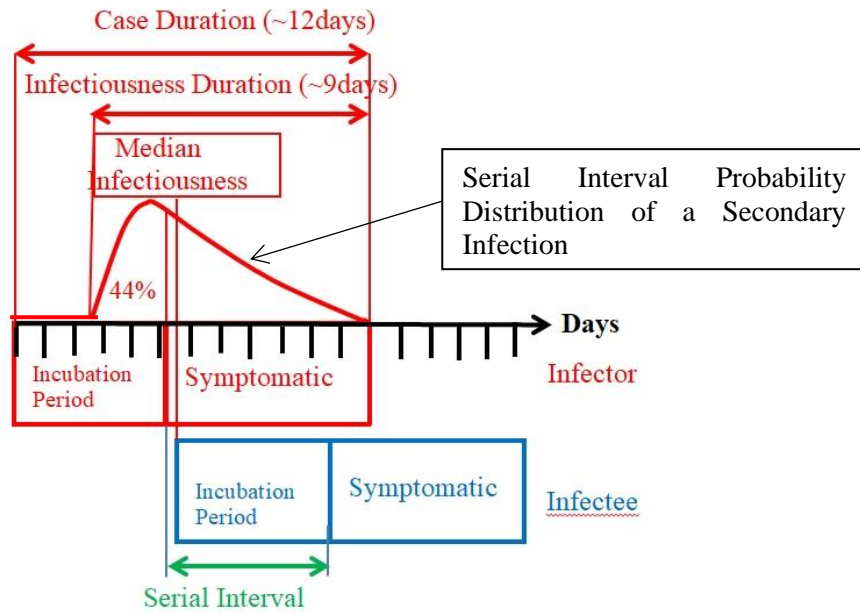 Case Duration (~12days)
Infectiousness Duration (~9days)
Median
Infectiousness
Serial Interval Probability
Distribution of a Secondary
Infection
44%
Days
Incubation
Period
Symptomatic
Infector
Incubation
Period
Symptomatic
Infectee
Serial Interval